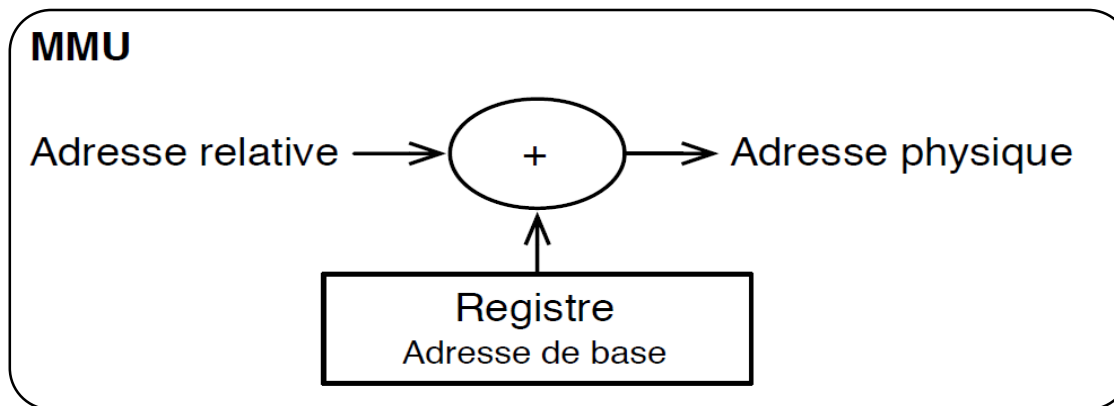 MMU
Adresse relative
+
Adresse physique
Registre
Adresse de base